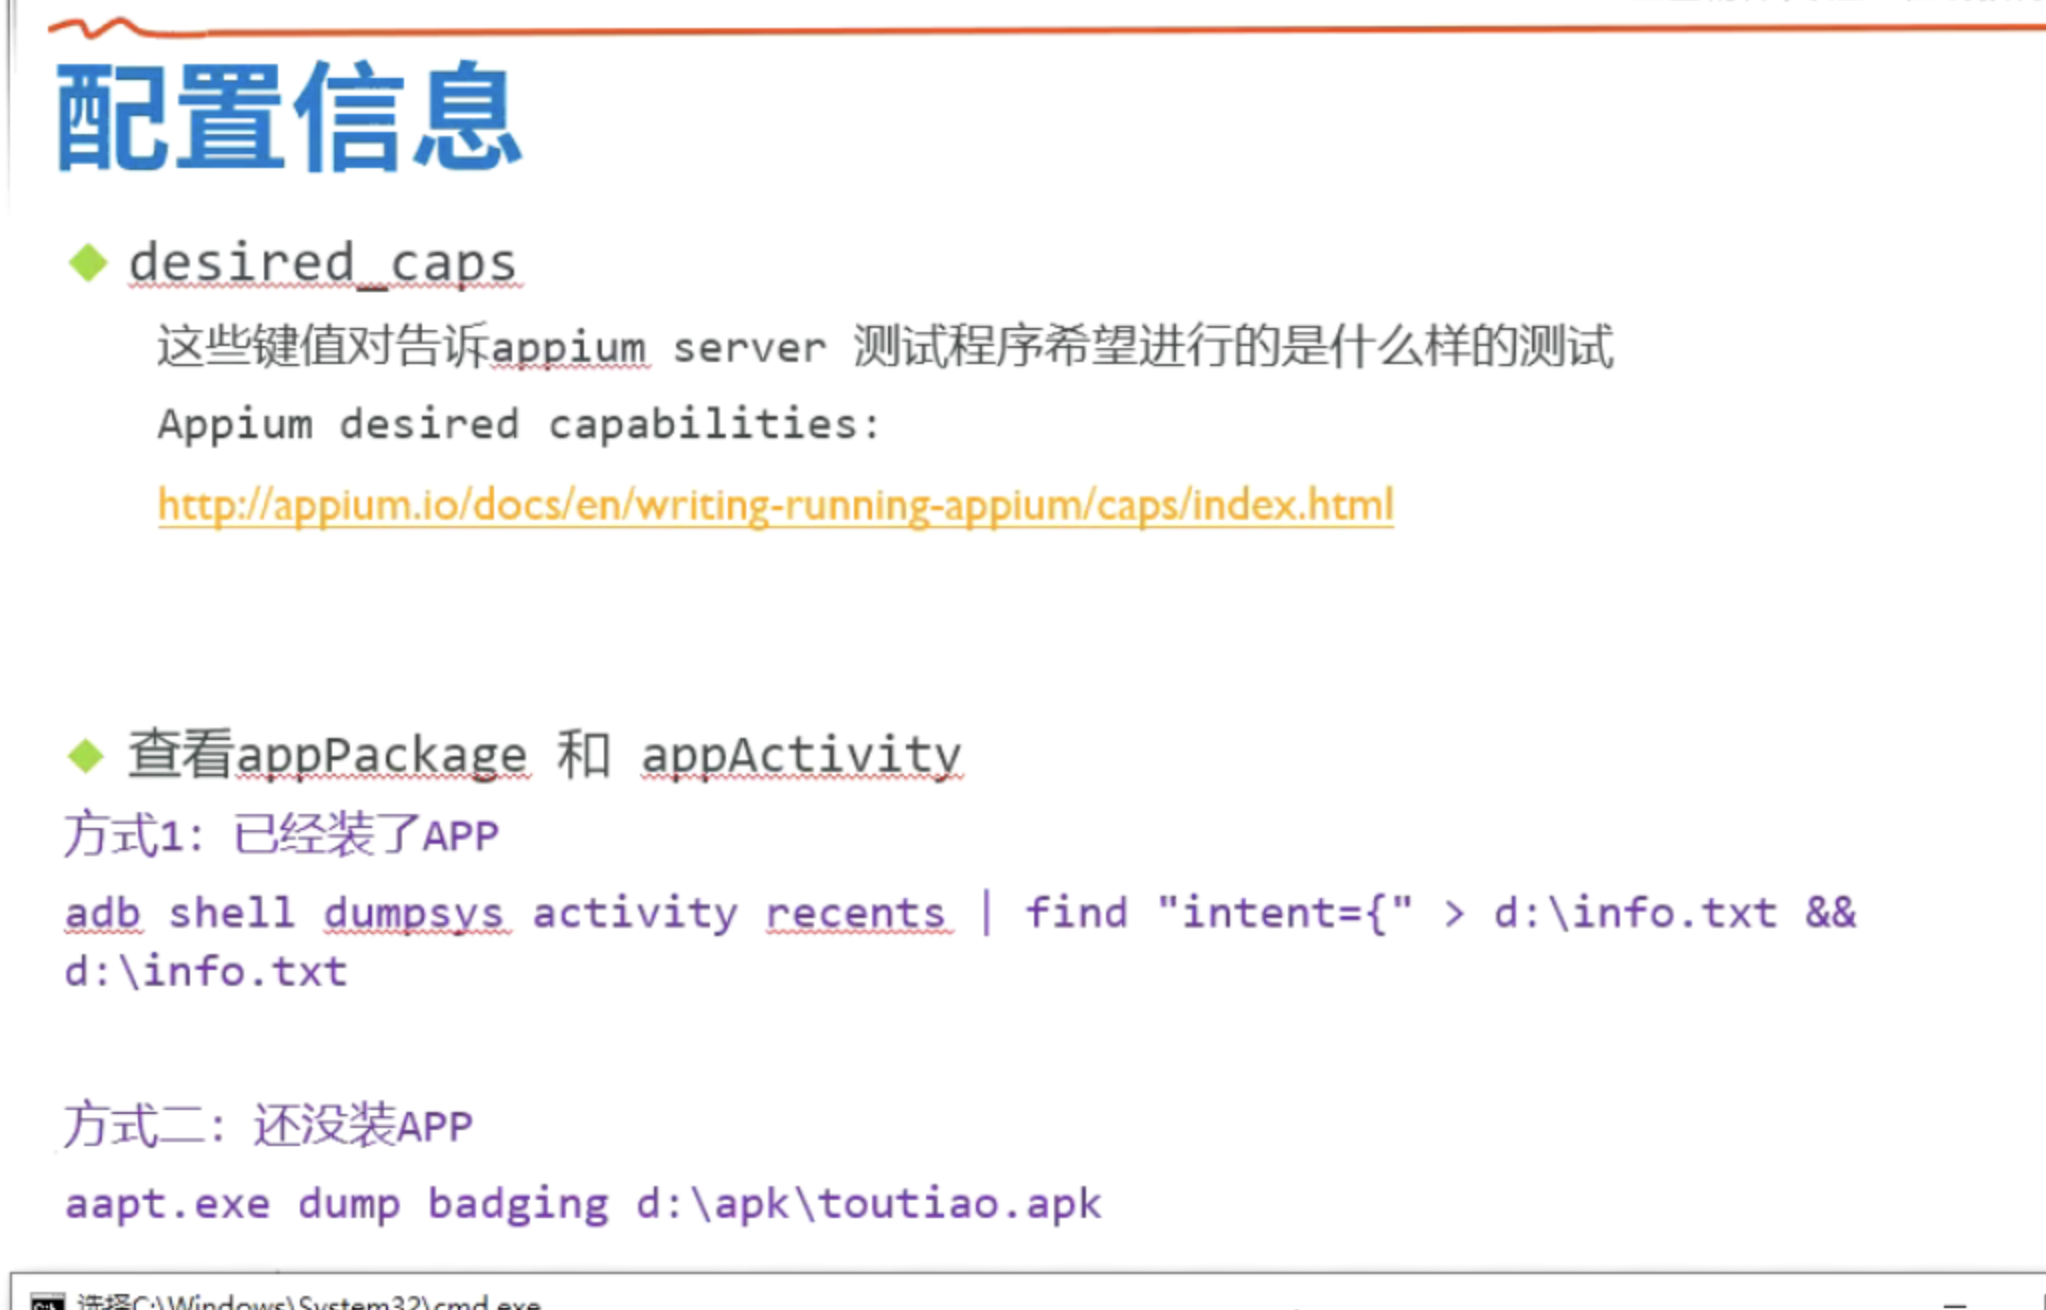 配置信息
desired_caps
这些键值对告诉appium server 测试程序希望进行的是什么样的测试
Appium desired capabilities:
http://appium.io/docs/en/writing-running-appium/caps/index.html
查看appPackage 和 appActivity
方式1：已经装了APP
adb shell dumpsys activity recents | find "intent={" > d:\info.txt &&
d:\info.txt
方式二：还没装APP
aapt.exe dump badging d:\apk\toutiao.apk
选择C:\Windows\System32\cmd.exe